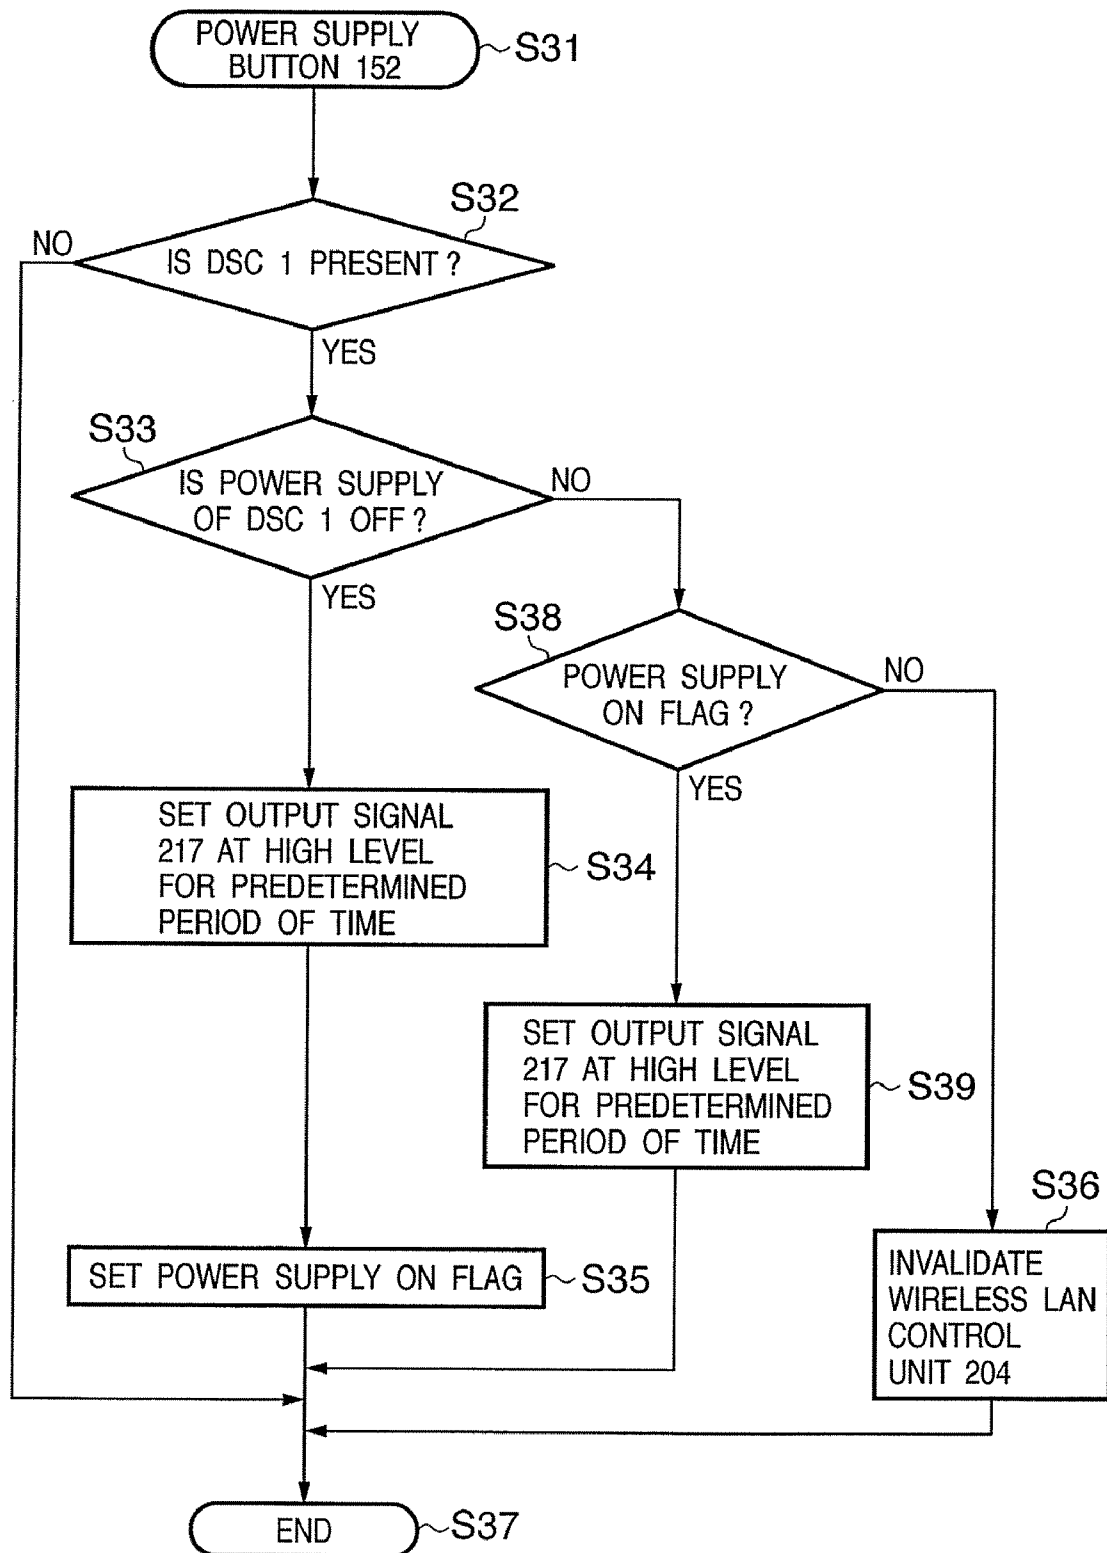 POWER SUPPLY
BUTTON 152
S31
S32
NO
IS DSC 1 PRESENT ?
YES
S33
IS POWER SUPPLY
OF DSC 1 OFF ?
NO
YES
S38
POWER SUPPLY
ON FLAG ?
NO
YES
SET OUTPUT SIGNAL
217 AT HIGH LEVEL
FOR PREDETERMINED
PERIOD OF TIME
S34
SET OUTPUT SIGNAL
217 AT HIGH LEVEL
FOR PREDETERMINED
PERIOD OF TIME
S39
S36
INVALIDATE
WIRELESS LAN
CONTROL
UNIT 204
SET POWER SUPPLY ON FLAG
S35
END
S37